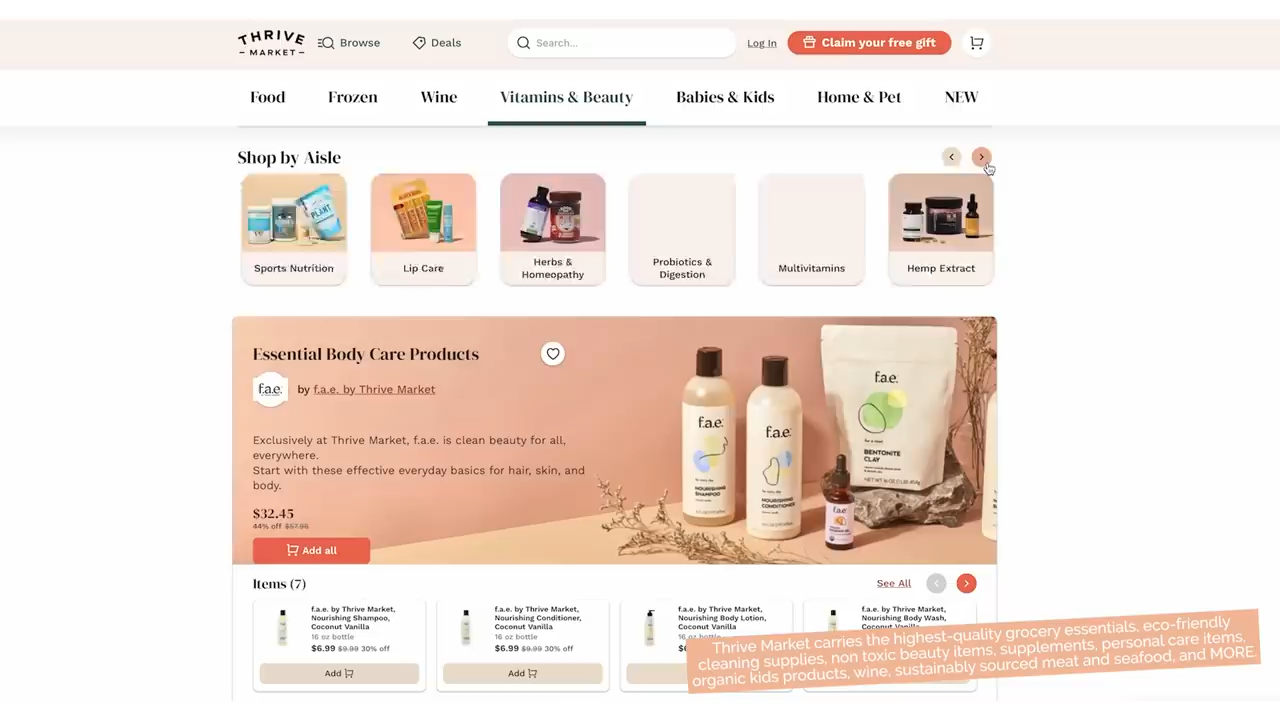 THRIVE
– MARKET –
Browse
Deals
Search...
Log In
Claim your free gift
Food
Frozen
Wine
Vitamins & Beauty
Babies & Kids
Home & Pet
NEW
Shop by Aisle
PLANT
Sports Nutrition
Lip Care
Herbs &
Homeopathy
Probiotics &
Digestion
Multivitamins
Hemp Extract
Essential Body Care Products
f.a.e.
by f.a.e. by Thrive Market
Exclusively at Thrive Market, f.a.e. is clean beauty for all,
everywhere.
Start with these effective everyday basics for hair, skin, and
body.
$32.45
44% off $57.96
Add all
f.a.e.
NOURISHING
SHAMPOO
f.a.e.
NOURISHING
CONDITIONER
f.a.e.
f.a.e.
BENTONITE
CLAY
Items (7)
See All
f.a.e. by Thrive Market,
Nourishing Shampoo,
Coconut Vanilla
16 oz bottle
$6.99 $9.99 30% off
Add
f.a.e. by Thrive Market,
Nourishing Conditioner,
Coconut Vanilla
16 oz bottle
$6.99 $9.99 30% off
Add
f.a.e. by Thrive Market,
Nourishing Body Lotion,
Coconut Vanilla
f.a.e. by Thrive Market,
Nourishing Body Wash,
Thrive Market carries the highest-quality grocery essentials, eco-friendly
cleaning supplies, non toxic beauty items, supplements, personal care items,
organic kids products, wine, sustainably sourced meat and seafood, and MORE.